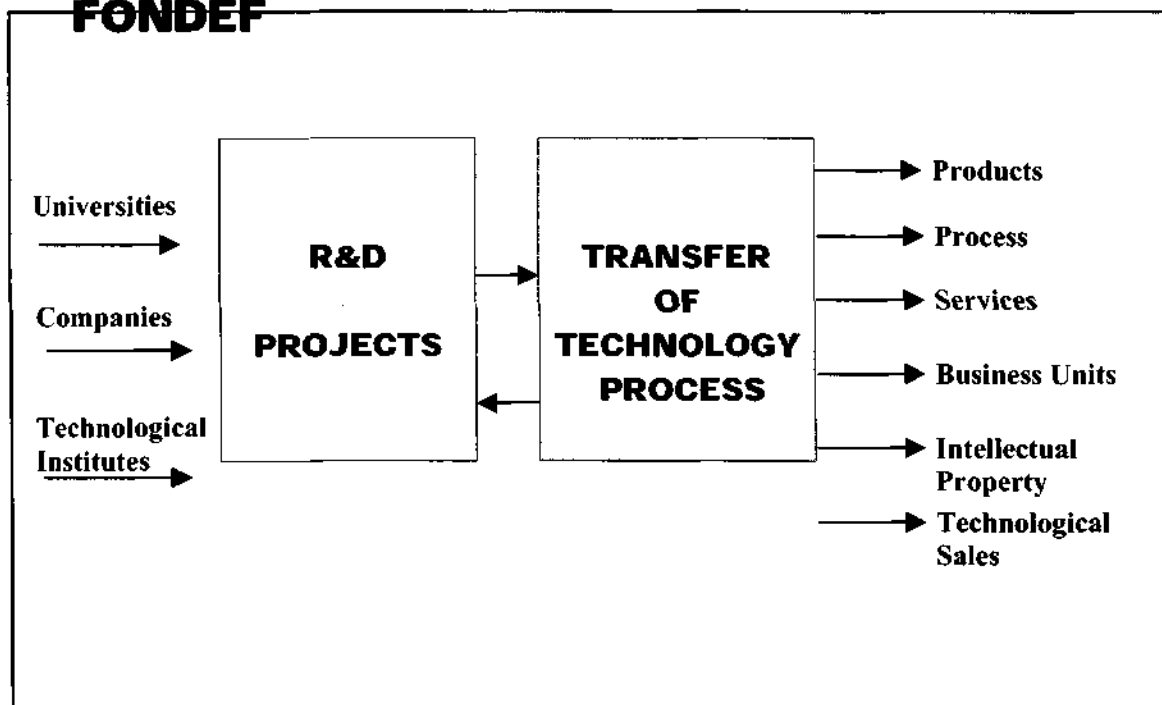 FONDEF
Universities
Companies
Technological
Institutes
R&D
PROJECTS
TRANSFER
OF
TECHNOLOGY
PROCESS
Products
Process
Services
Business Units
Intellectual
Property
Technological
Sales